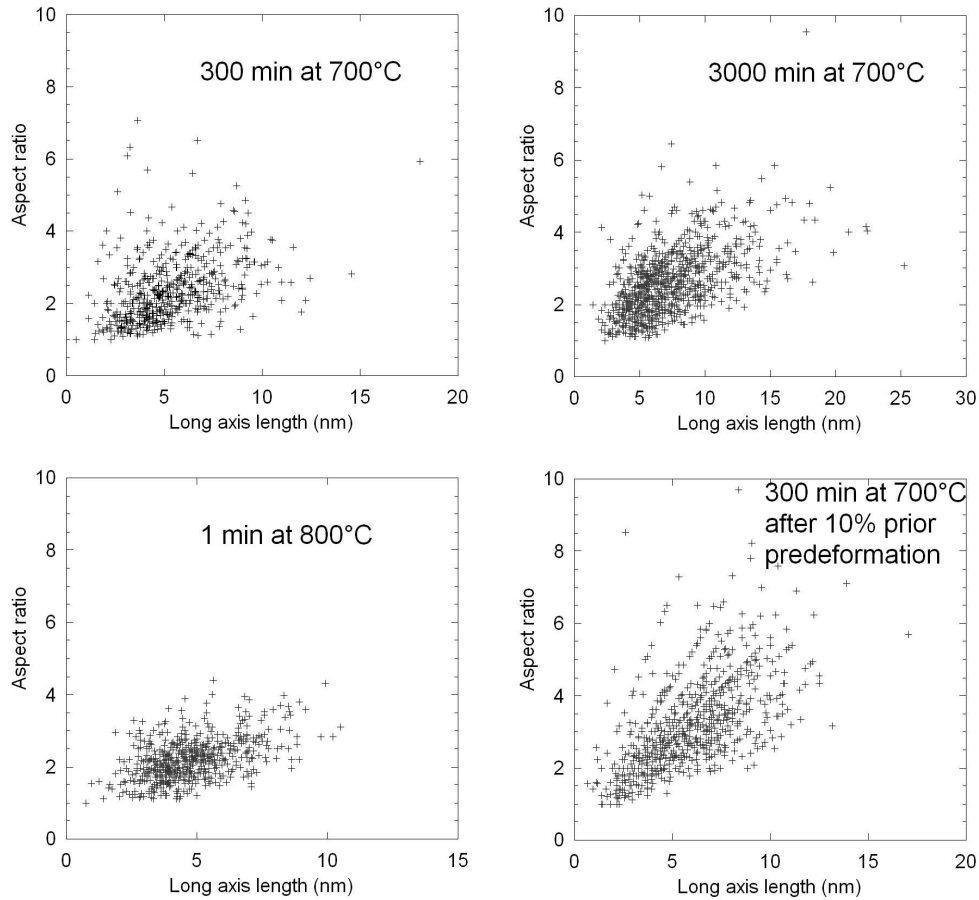 10
8
6
4
2
0
Aspect ratio
300 min at 700°C
0 5 10 15 20
Long axis length (nm)
10
8
6
4
2
0
Aspect ratio
3000 min at 700°C
0 5 10 15 20 25 30
Long axis length (nm)
10
8
6
4
2
0
Aspect ratio
1 min at 800°C
0 5 10 15
Long axis length (nm)
10
8
6
4
2
0
Aspect ratio
300 min at 700°C
after 10% prior
predeformation
0 5 10 15 20
Long axis length (nm)